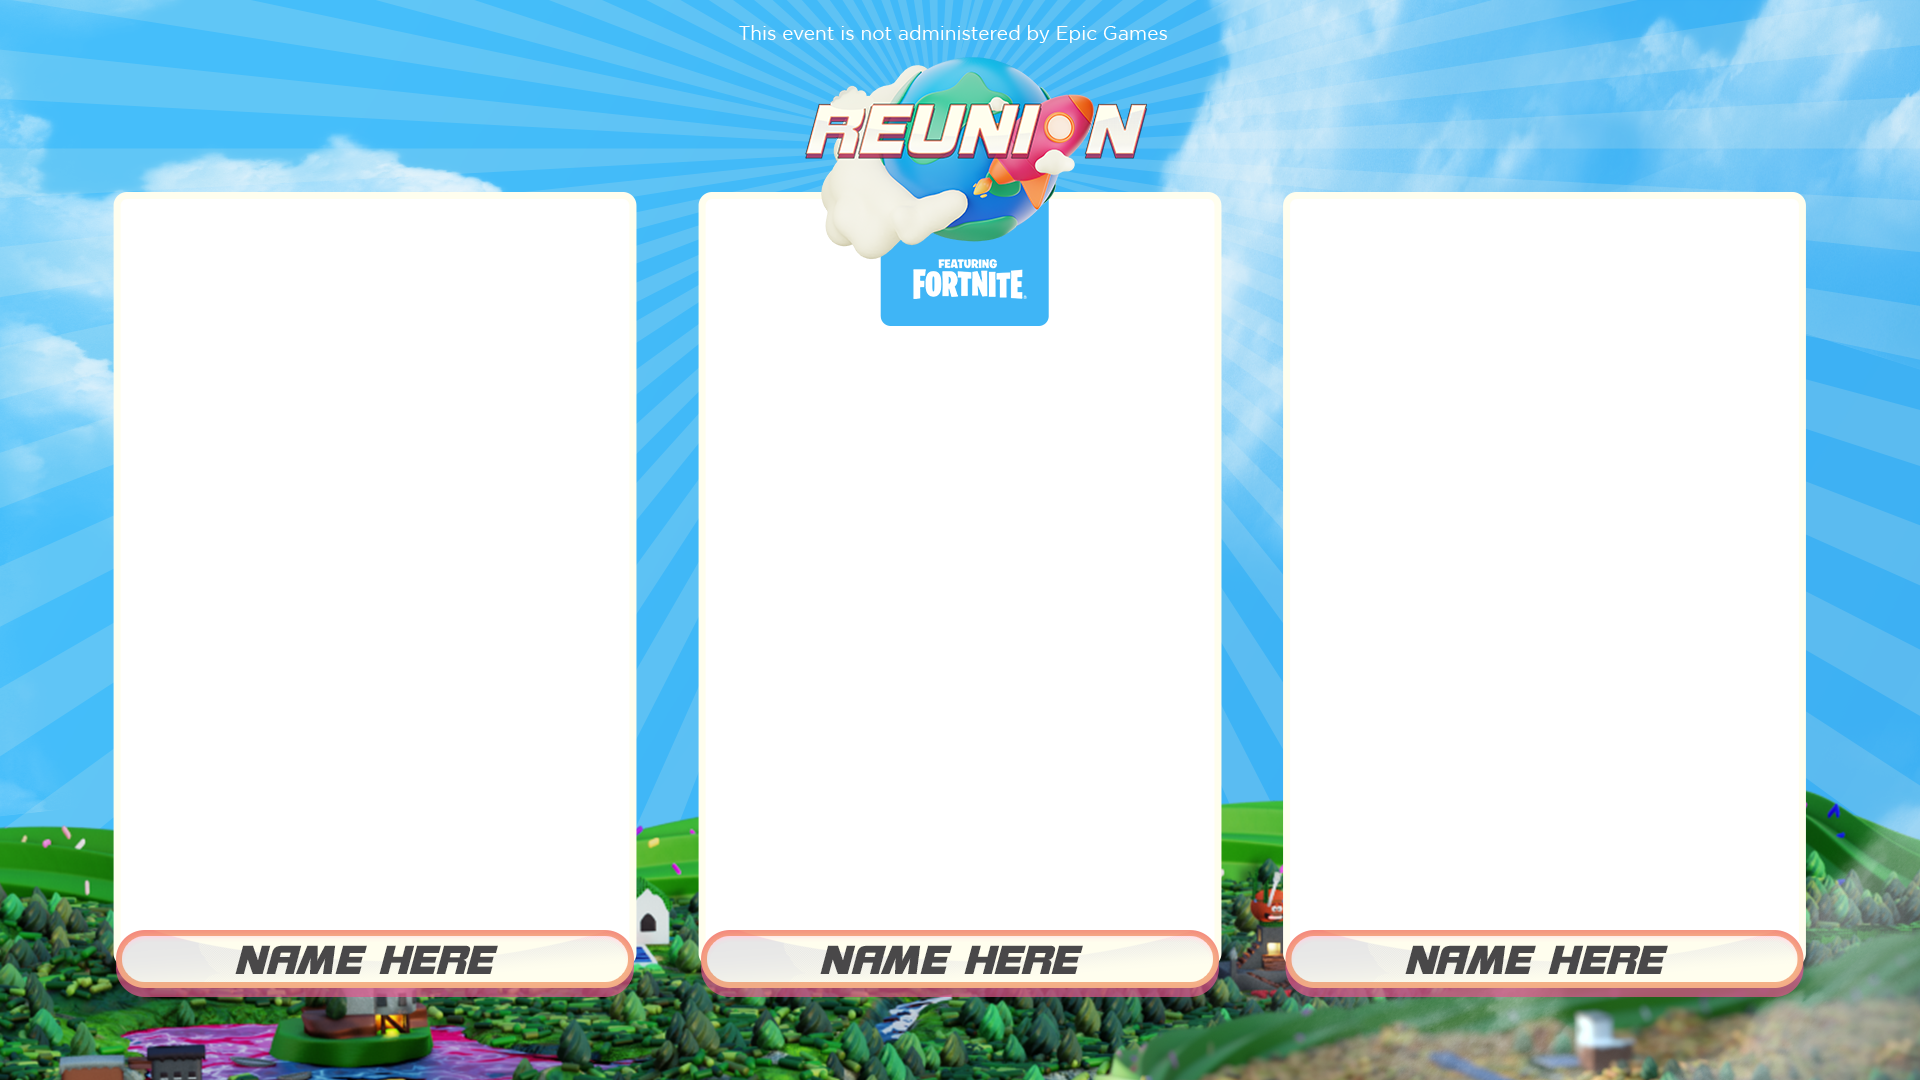 This event is not administered by Epic Games
REUNION
FEATURING
FORTNITE
NAME HERE
NAME HERE
NAME HERE